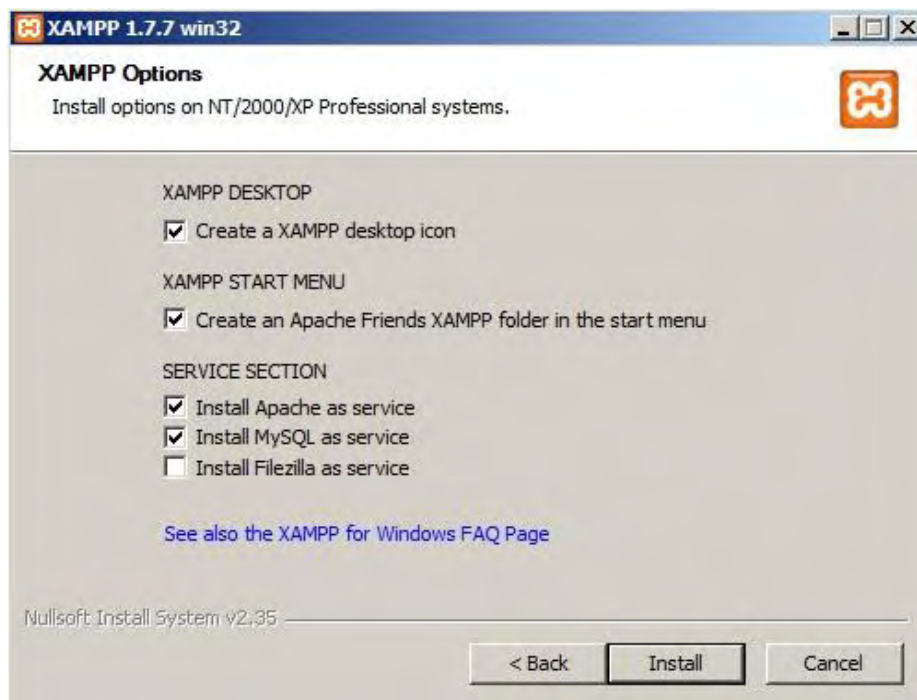 XAMPP 1.7.7 win32
XAMPP Options
Install options on NT/2000/XP Professional systems.
XAMPP DESKTOP
Create a XAMPP desktop icon
XAMPP START MENU
Create an Apache Friends XAMPP folder in the start menu
SERVICE SECTION
Install Apache as service
Install MySQL as service
Install Filezilla as service
See also the XAMPP for Windows FAQ Page
Nullsoft Install System v2.35
< Back Install Cancel